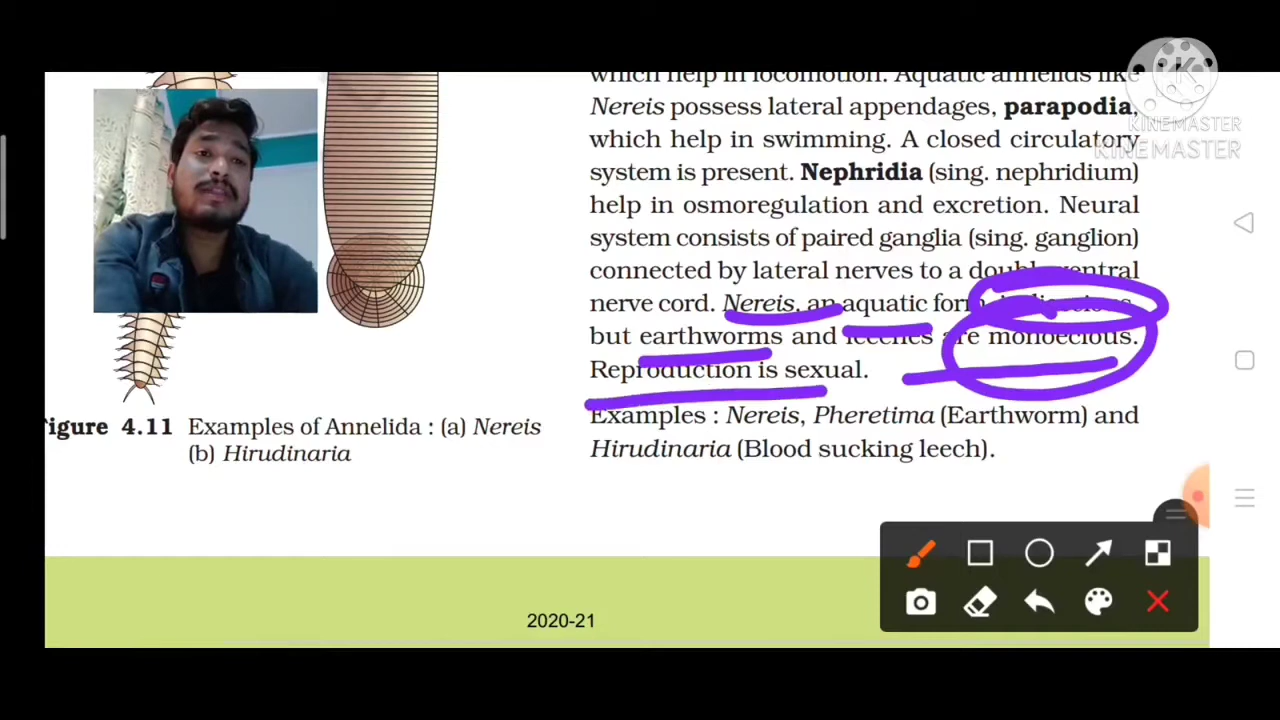 which help in locomotion. Aquatic annelids like
Nereis possess lateral appendages, parapodia,
which help in swimming. A closed circulatory
system is present. Nephridia (sing. nephridium)
help in osmoregulation and excretion. Neural
system consists of paired ganglia (sing. ganglion)
connected by lateral nerves to a double ventral
nerve cord. Nereis, an aquatic form, is dioecious,
but earthworms and leeches are monoecious.
Reproduction is sexual.
Examples : Nereis, Pheretima (Earthworm) and
Hirudinaria (Blood sucking leech).
igure 4.11 Examples of Annelida : (a) Nereis
(b) Hirudinaria
2020-21
KINEMASTER
KINEMASTER